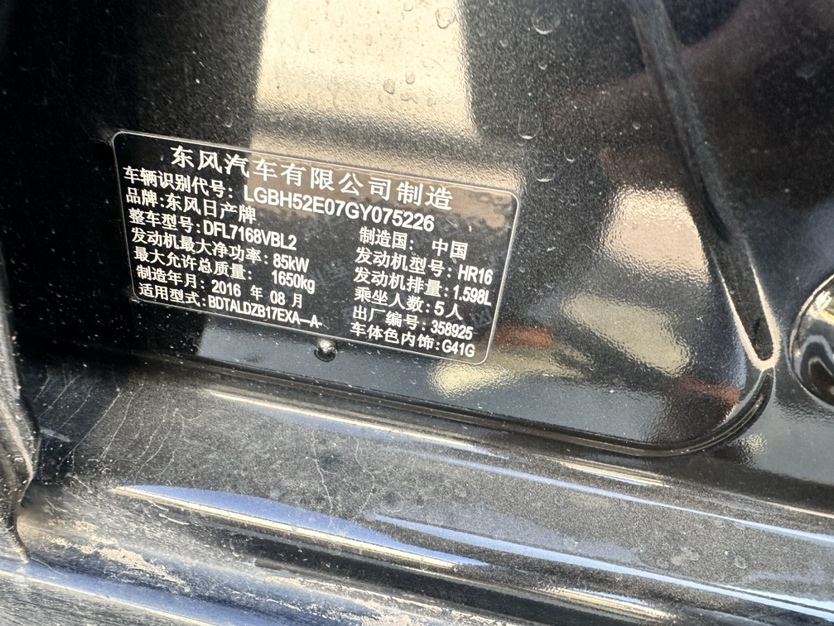 东风汽车有限公司制造
车辆识别代号: LGBH52E07GY075226
品牌:东风日产牌 制造国: 中国
整车型号:DFL7168VBL2 发动机型号:HR16
发动机最大净功率:85kW 发动机排量:1.598L
最大允许总质量: 1650kg 乘坐人数:5人
制造年月:2016 年 08 月 出厂编号:358925
适用型式:BDTALDZB17EXA—A- 车体色内饰:G41G